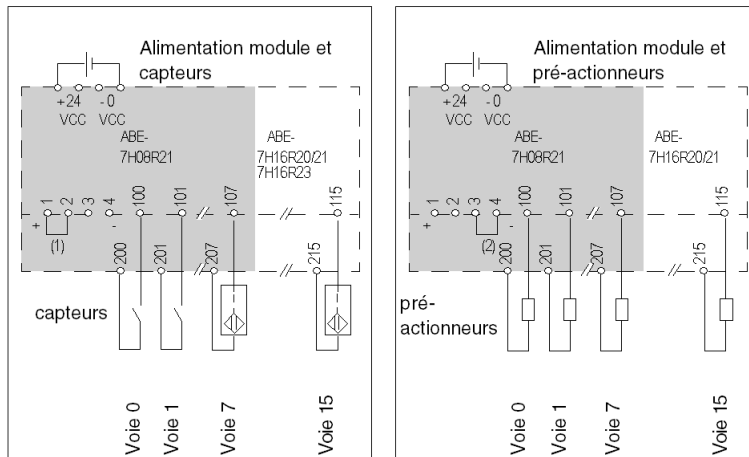 Alimentation module et
capteurs
+24 - 0
VCC VCC
ABE-
7H08R21
ABE-
7H16R20/21
7H16R23
1 2 3 4 100 101 107 115
+ (1) -
200 201 207 215
capteurs
Voie 0 Voie 1 Voie 7 Voie 15
Alimentation module et
pré-actionneurs
+24 - 0
VCC VCC
ABE-
7H08R21
ABE-
7H16R20/21
1 2 3 4 100 101 107 115
+ (2) -
200 201 207 215
pré-
actionneurs
Voie 0 Voie 1 Voie 7 Voie 15